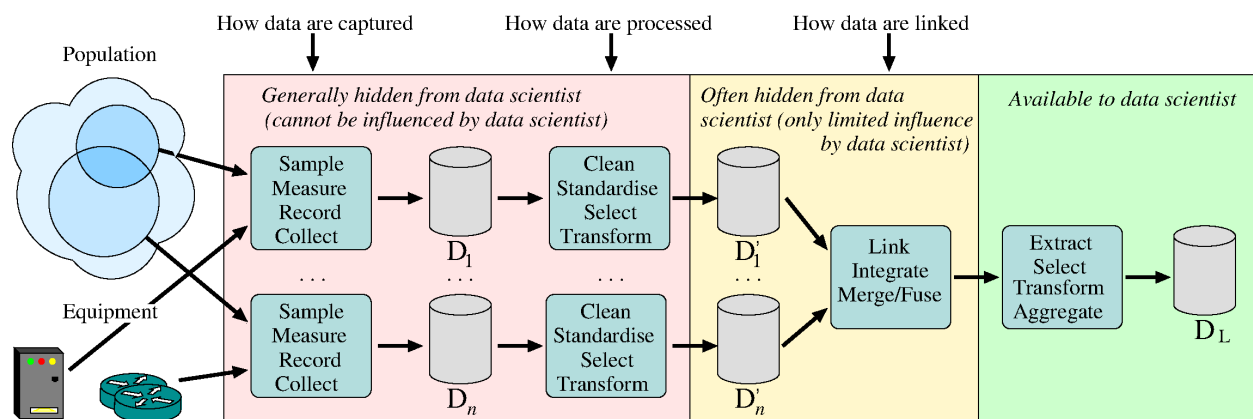 How data are captured
How data are processed
How data are linked
Population
Generally hidden from data scientist
(cannot be influenced by data scientist)
Often hidden from data
scientist (only limited influence
by data scientist)
Available to data scientist
Sample
Measure
Record
Collect
D1
Clean
Standardise
Select
Transform
D'1
Link
Integrate
Merge/Fuse
Extract
Select
Transform
Aggregate
DL
. . .
. . .
. . .
. . .
Equipment
Sample
Measure
Record
Collect
Dn
Clean
Standardise
Select
Transform
D'n